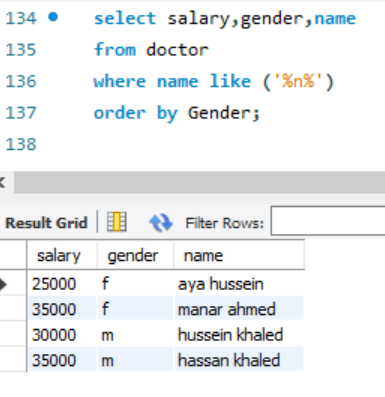 134 select salary,gender,name
135 from doctor
136 where name like ('%n%')
137 order by Gender;
138
Result Grid Filter Rows:
salary gender name
25000 f aya hussein
35000 f manar ahmed
30000 m hussein khaled
35000 m hassan khaled